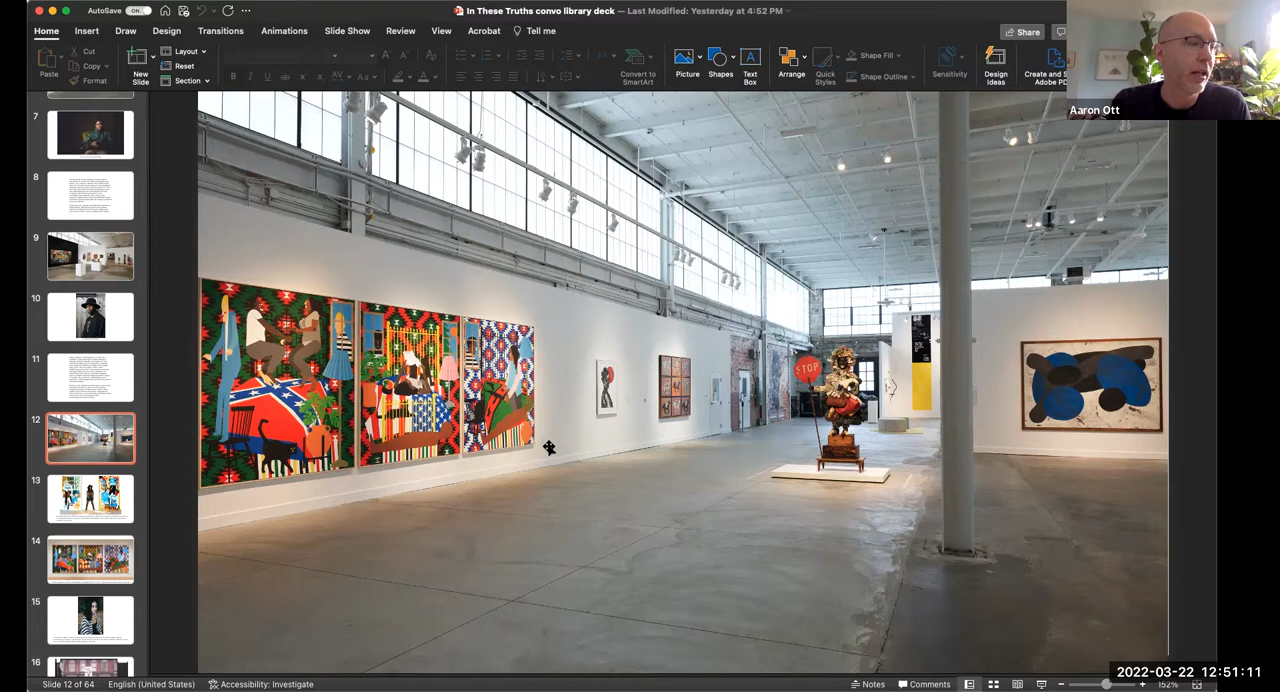 AutoSave ON
In These Truths convo library deck — Last Modified: Yesterday at 4:52 PM
Home Insert Draw Design Transitions Animations Slide Show Review View Acrobat Tell me
Share
Paste
Cut
Copy
Format
New
Slide
Layout
Reset
Section
Convert to
SmartArt
Picture
Shapes
Text
Box
Arrange
Quick
Styles
Shape Fill
Shape Outline
Sensitivity
Design
Ideas
Create and
Adobe
Aaron Ott
7
8
9
10
11
12
13
14
15
16
STOP
2022-03-22 12:51:11
Slide 12 of 64 English (United States) Accessibility: Investigate
Notes Comments 152%